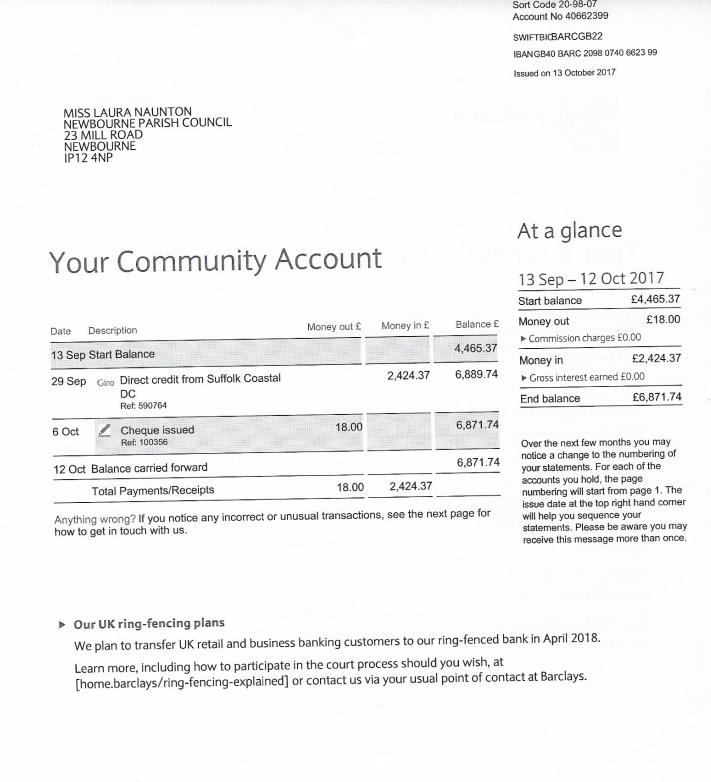 Sort Code 20-98-07
Account No 40662399
SWIFTBICBARCGB22
IBANGB40 BARC 2098 0740 6623 99
Issued on 13 October 2017
MISS LAURA NAUNTON
NEWBOURNE PARISH COUNCIL
23 MILL ROAD
NEWBOURNE
IP12 4NP
Your Community Account
Date Description Money out £ Money in £ Balance £
13 Sep Start Balance 4,465.37
29 Sep Giro Direct credit from Suffolk Coastal 2,424.37 6,889.74
DC
Ref: 590764
6 Oct Cheque issued 18.00 6,871.74
Ref: 100356
12 Oct Balance carried forward 6,871.74
Total Payments/Receipts 18.00 2,424.37
Anything wrong? If you notice any incorrect or unusual transactions, see the next page for
how to get in touch with us.
At a glance
13 Sep – 12 Oct 2017
Start balance £4,465.37
Money out £18.00
▸ Commission charges £0.00
Money in £2,424.37
▸ Gross interest earned £0.00
End balance £6,871.74
Over the next few months you may
notice a change to the numbering of
your statements. For each of the
accounts you hold, the page
numbering will start from page 1. The
issue date at the top right hand corner
will help you sequence your
statements. Please be aware you may
receive this message more than once.
▸ Our UK ring-fencing plans
We plan to transfer UK retail and business banking customers to our ring-fenced bank in April 2018.
Learn more, including how to participate in the court process should you wish, at
[home.barclays/ring-fencing-explained] or contact us via your usual point of contact at Barclays.